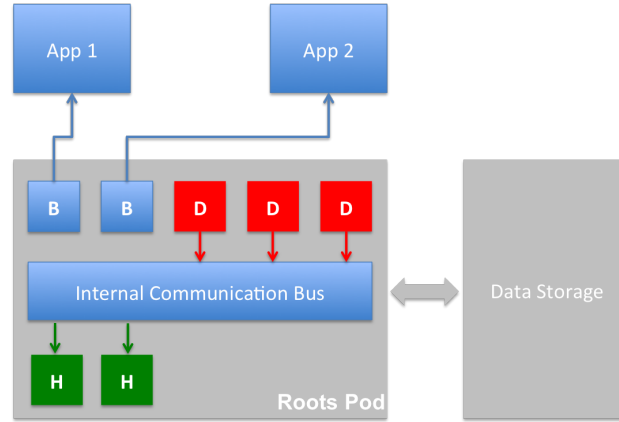 App 1
App 2
B
B
D
D
D
Internal Communication Bus
Data Storage
H
H
Roots Pod